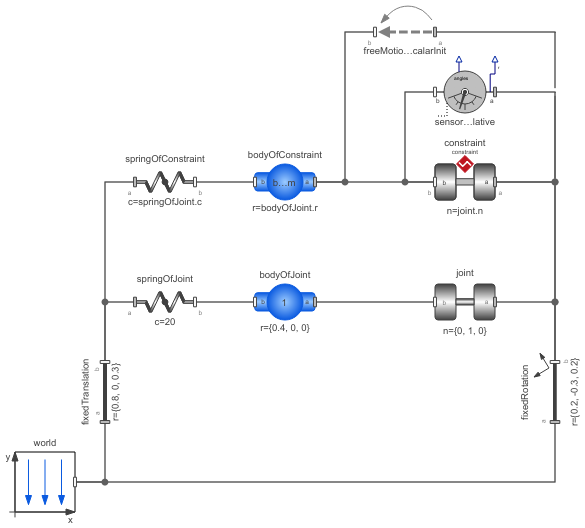 b
a
freeMotio...calarInit
angles
b
a
sensor...lative
constraint
constraint
springOfConstraint
bodyOfConstraint
b
b...m
a
b
a
a
b
b
a
c=springOfJoint.c
r=bodyOfJoint.r
n=joint.n
springOfJoint
bodyOfJoint
joint
b
1
a
b
a
a
b
c=20
r={0.4, 0, 0}
n={0, 1, 0}
fixedTranslation
b
a
r={0.8, 0, 0.3}
fixedRotation
b
a
r={0.2, -0.3, 0.2}
world
y
x